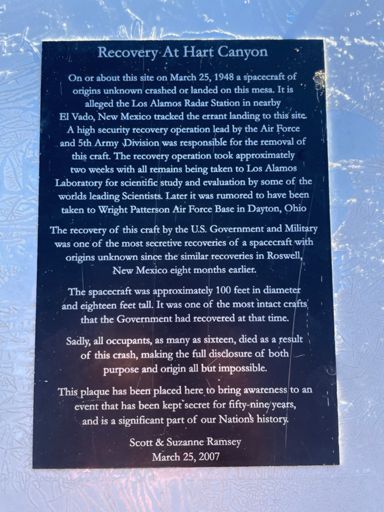 Recovery At Hart Canyon
On or about this site on March 25, 1948 a spacecraft of
origins unknown crashed or landed on this mesa. It is
alleged the Los Alamos Radar Station in nearby
El Vado, New Mexico tracked the errant landing to this site.
A high security recovery operation lead by the Air Force
and 5th Army Division was responsible for the removal of
this craft. The recovery operation took approximately
two weeks with all remains being taken to Los Alamos
Laboratory for scientific study and evaluation by some of the
worlds leading Scientists. Later it was rumored to have been
taken to Wright Patterson Air Force Base in Dayton, Ohio
The recovery of this craft by the U.S. Government and Military
was one of the most secretive recoveries of a spacecraft with
origins unknown since the similar recoveries in Roswell,
New Mexico eight months earlier.
The spacecraft was approximately 100 feet in diameter
and eighteen feet tall. It was one of the most intact crafts
that the Government had recovered at that time.
Sadly, all occupants, as many as sixteen, died as a result
of this crash, making the full disclosure of both
purpose and origin all but impossible.
This plaque has been placed here to bring awareness to an
event that has been kept secret for fifty-nine years,
and is a significant part of our Nation's history.
Scott & Suzanne Ramsey
March 25, 2007